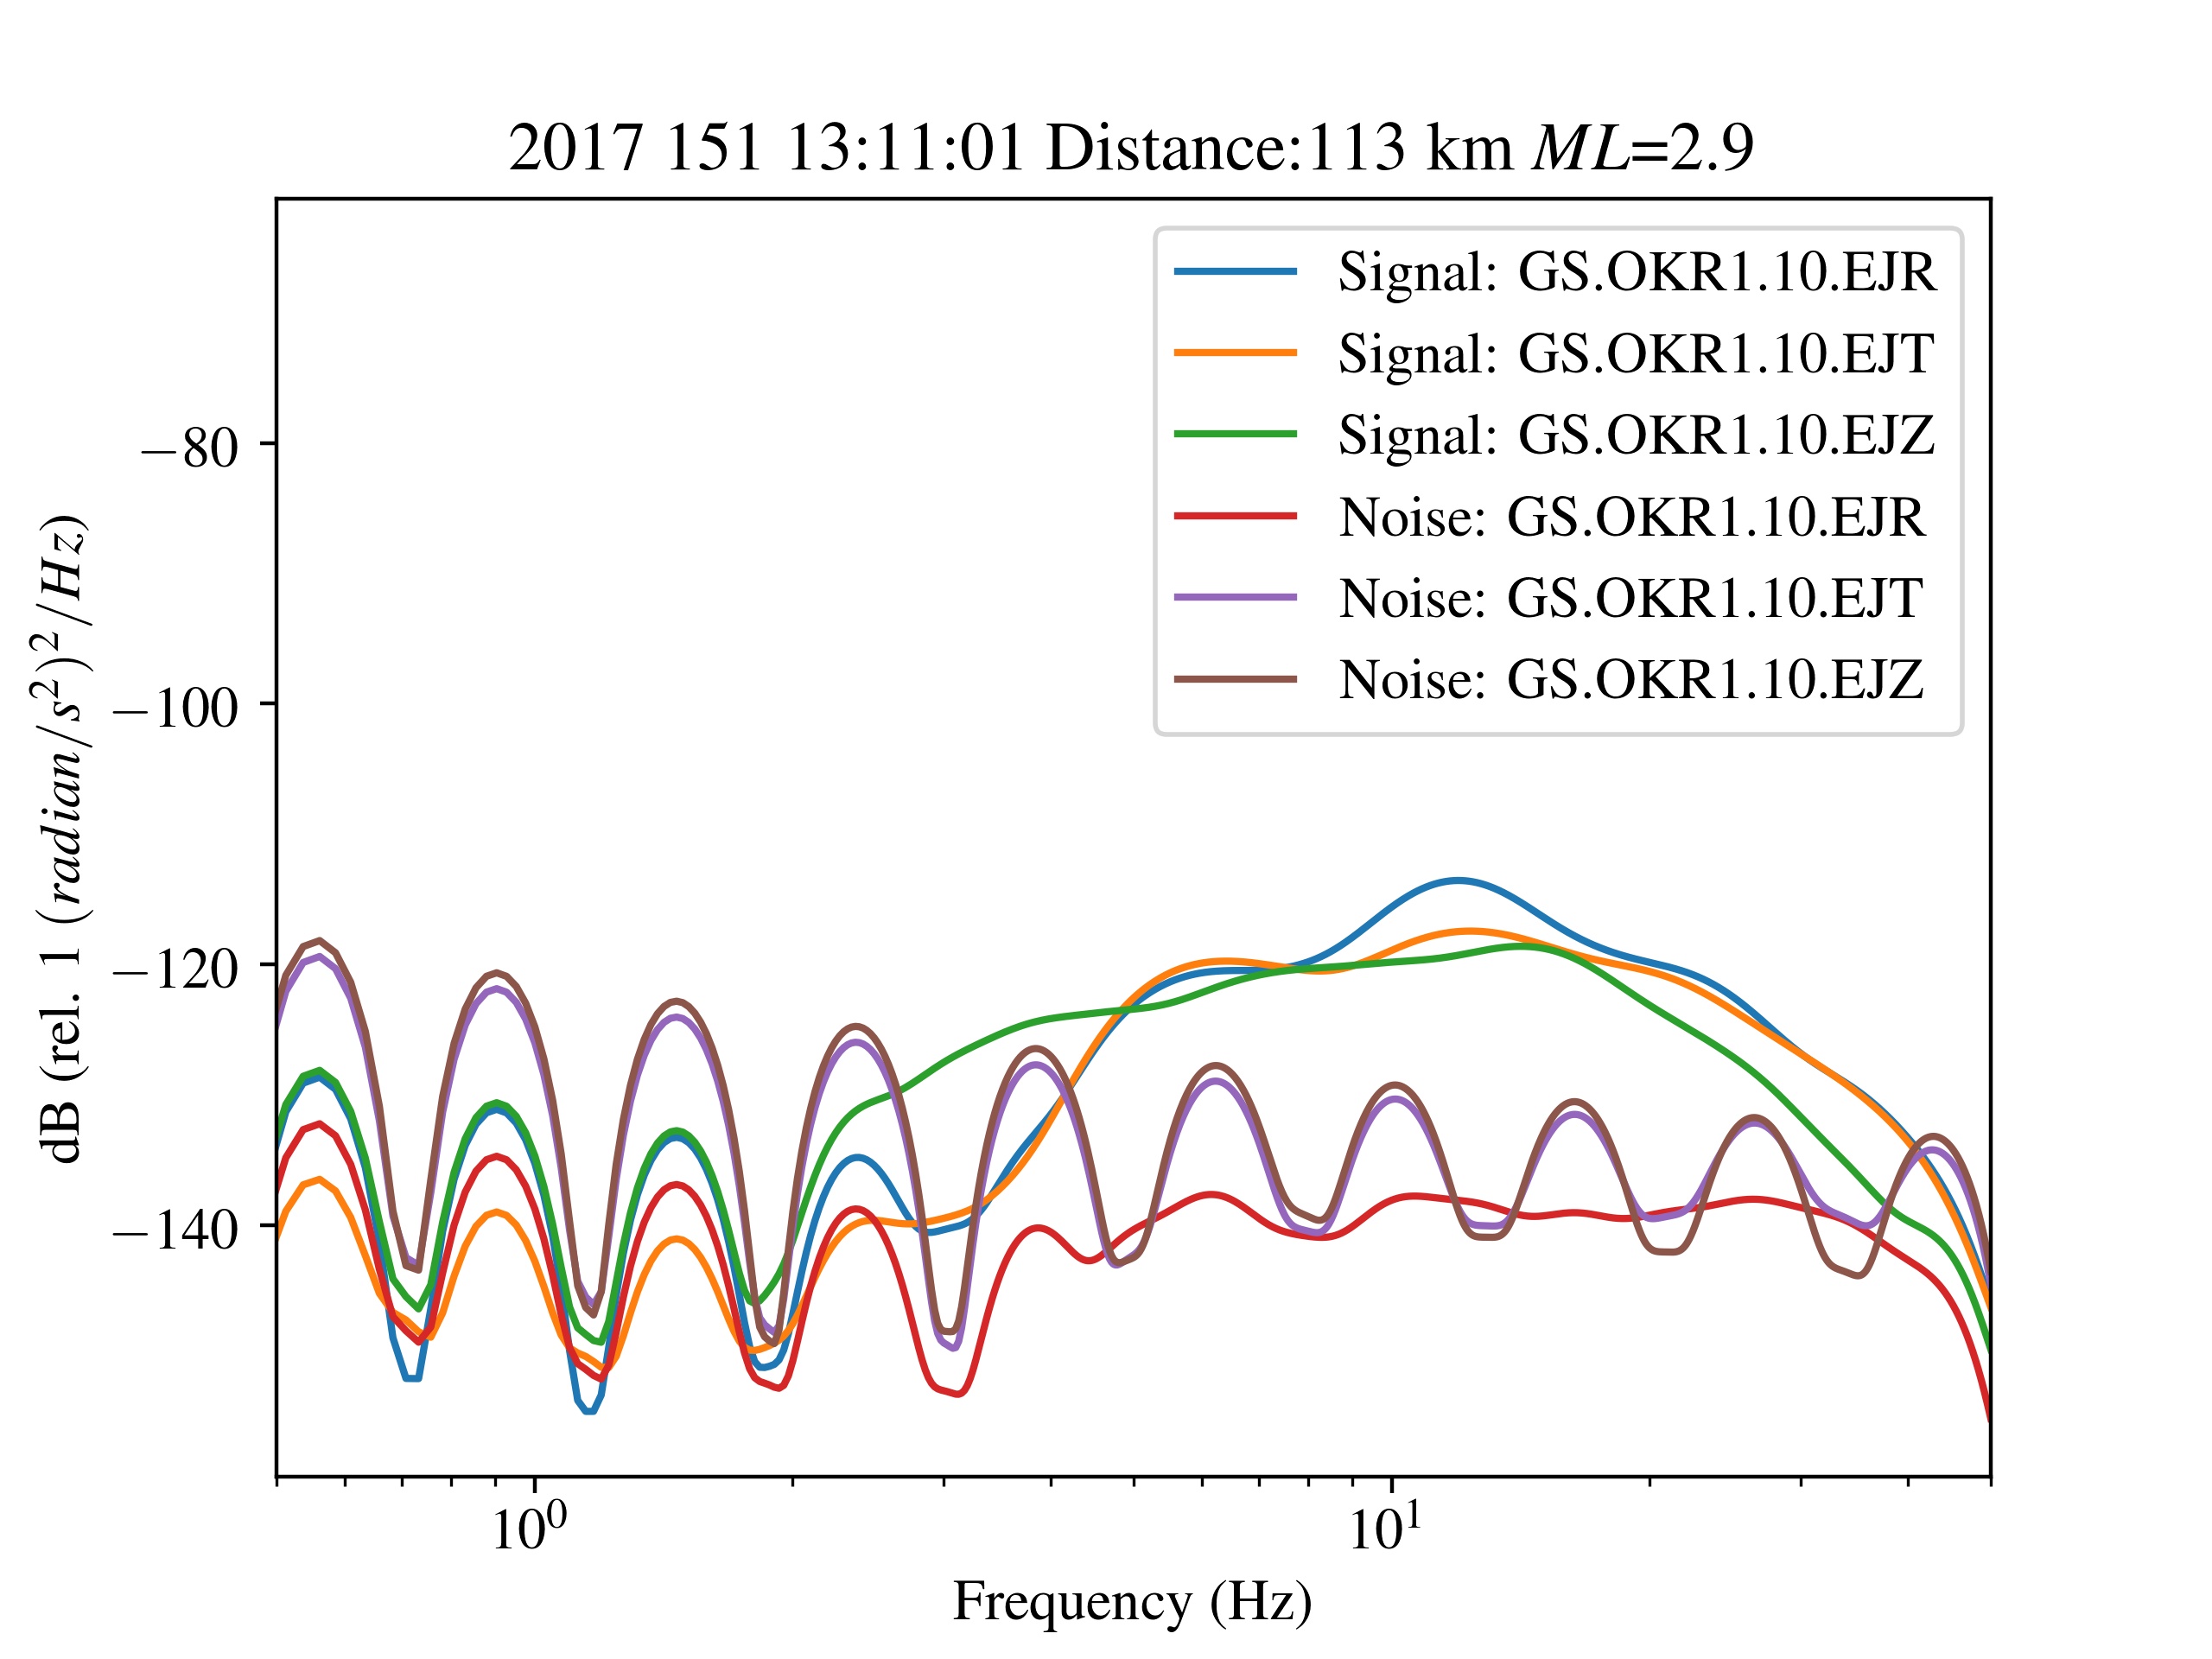 2017 151 13:11:01 Distance:113 km ML=2.9
Signal: GS.OKR1.10.EJR
Signal: GS.OKR1.10.EJT
Signal: GS.OKR1.10.EJZ
Noise: GS.OKR1.10.EJR
Noise: GS.OKR1.10.EJT
Noise: GS.OKR1.10.EJZ
dB (rel. 1 (radian/s²)²/Hz)
−80
−100
−120
−140
10⁰
10¹
Frequency (Hz)